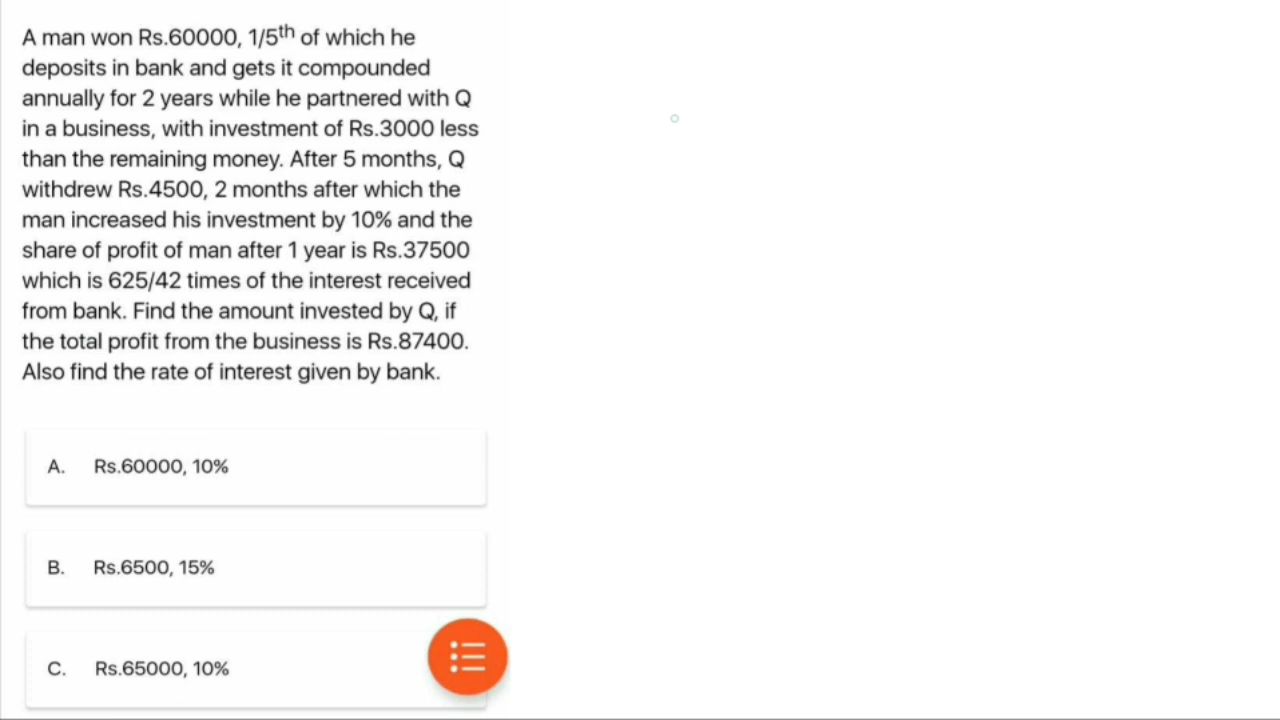 A man won Rs.60000, 1/5th of which he
deposits in bank and gets it compounded
annually for 2 years while he partnered with Q
in a business, with investment of Rs.3000 less
than the remaining money. After 5 months, Q
withdrew Rs.4500, 2 months after which the
man increased his investment by 10% and the
share of profit of man after 1 year is Rs.37500
which is 625/42 times of the interest received
from bank. Find the amount invested by Q, if
the total profit from the business is Rs.87400.
Also find the rate of interest given by bank.
A. Rs.60000, 10%
B. Rs.6500, 15%
C. Rs.65000, 10%